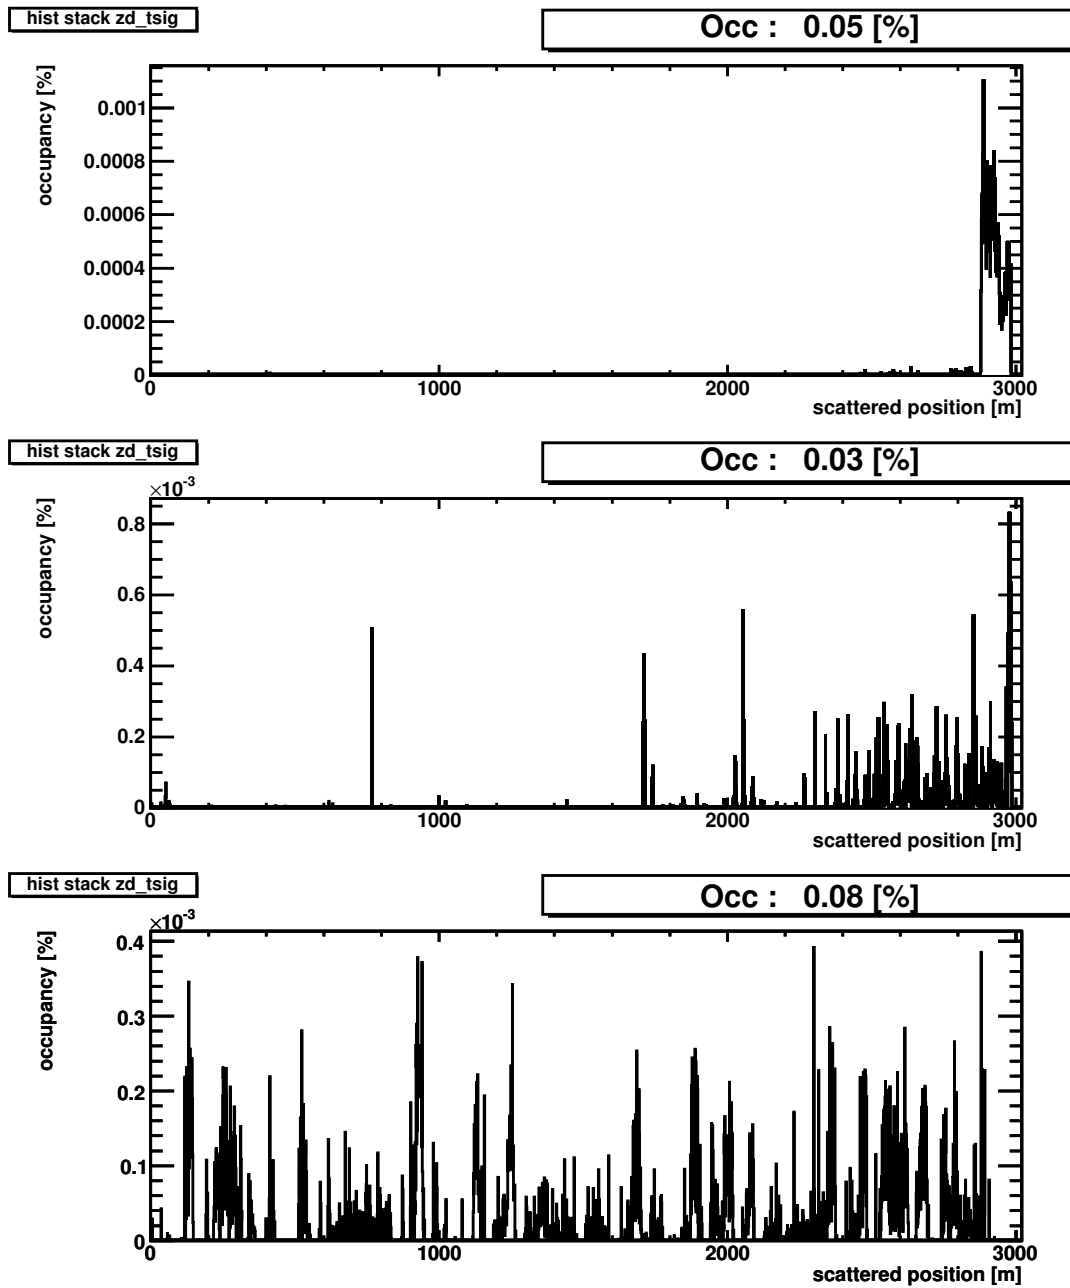 hist stack zd_tsig
Occ : 0.05 [%]
occupancy [%]
0.001
0.0008
0.0006
0.0004
0.0002
0
0 1000 2000 3000
scattered position [m]
hist stack zd_tsig
Occ : 0.03 [%]
×10-3
occupancy [%]
0.8
0.6
0.4
0.2
0
0 1000 2000 3000
scattered position [m]
hist stack zd_tsig
Occ : 0.08 [%]
×10-3
occupancy [%]
0.4
0.3
0.2
0.1
0
0 1000 2000 3000
scattered position [m]